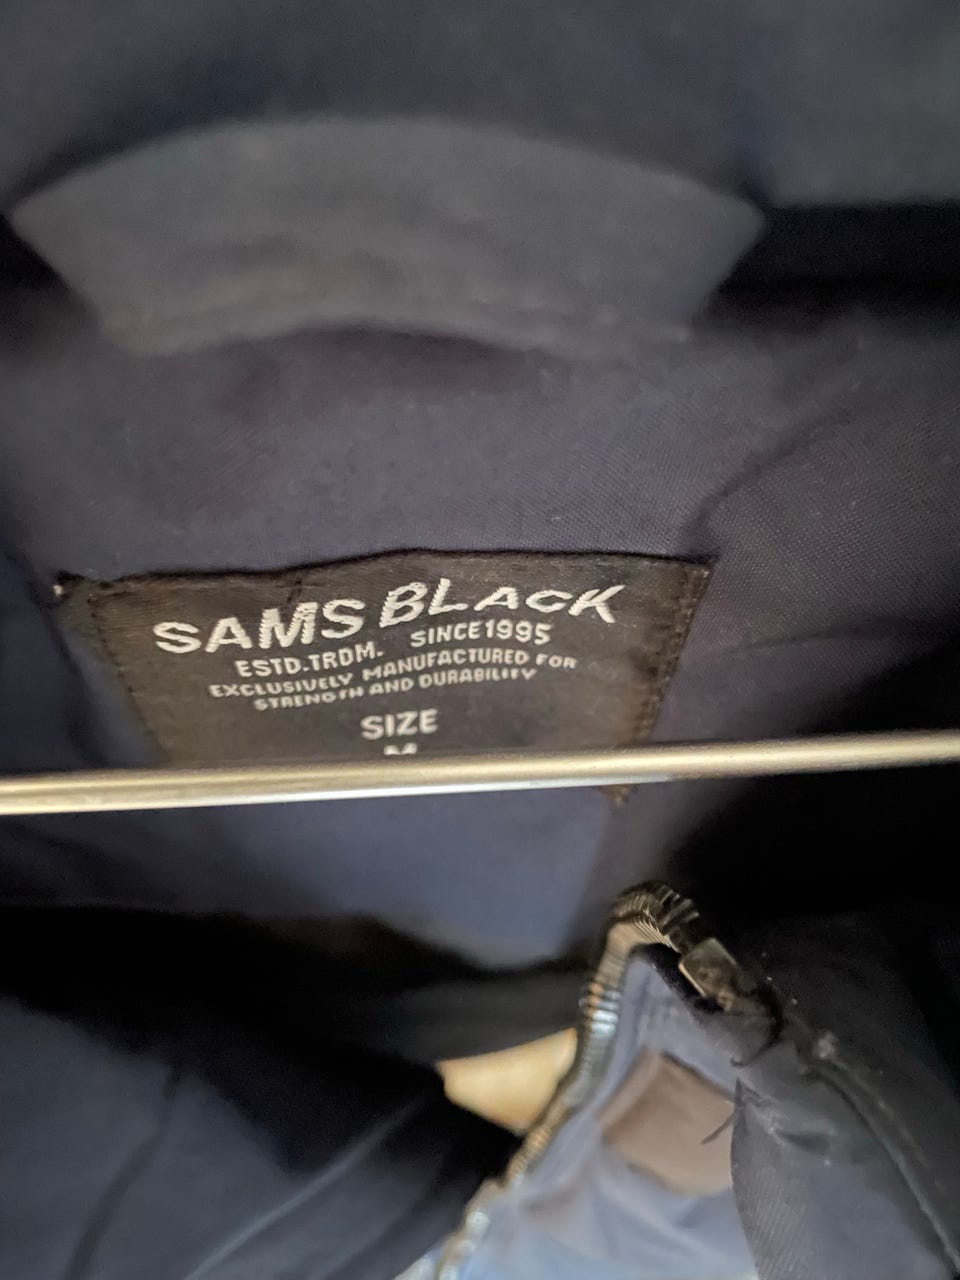 SAMS BLACK
ESTD.TRDM. SINCE1995
EXCLUSIVELY MANUFACTURED FOR
STRENGTH AND DURABILITY
SIZE